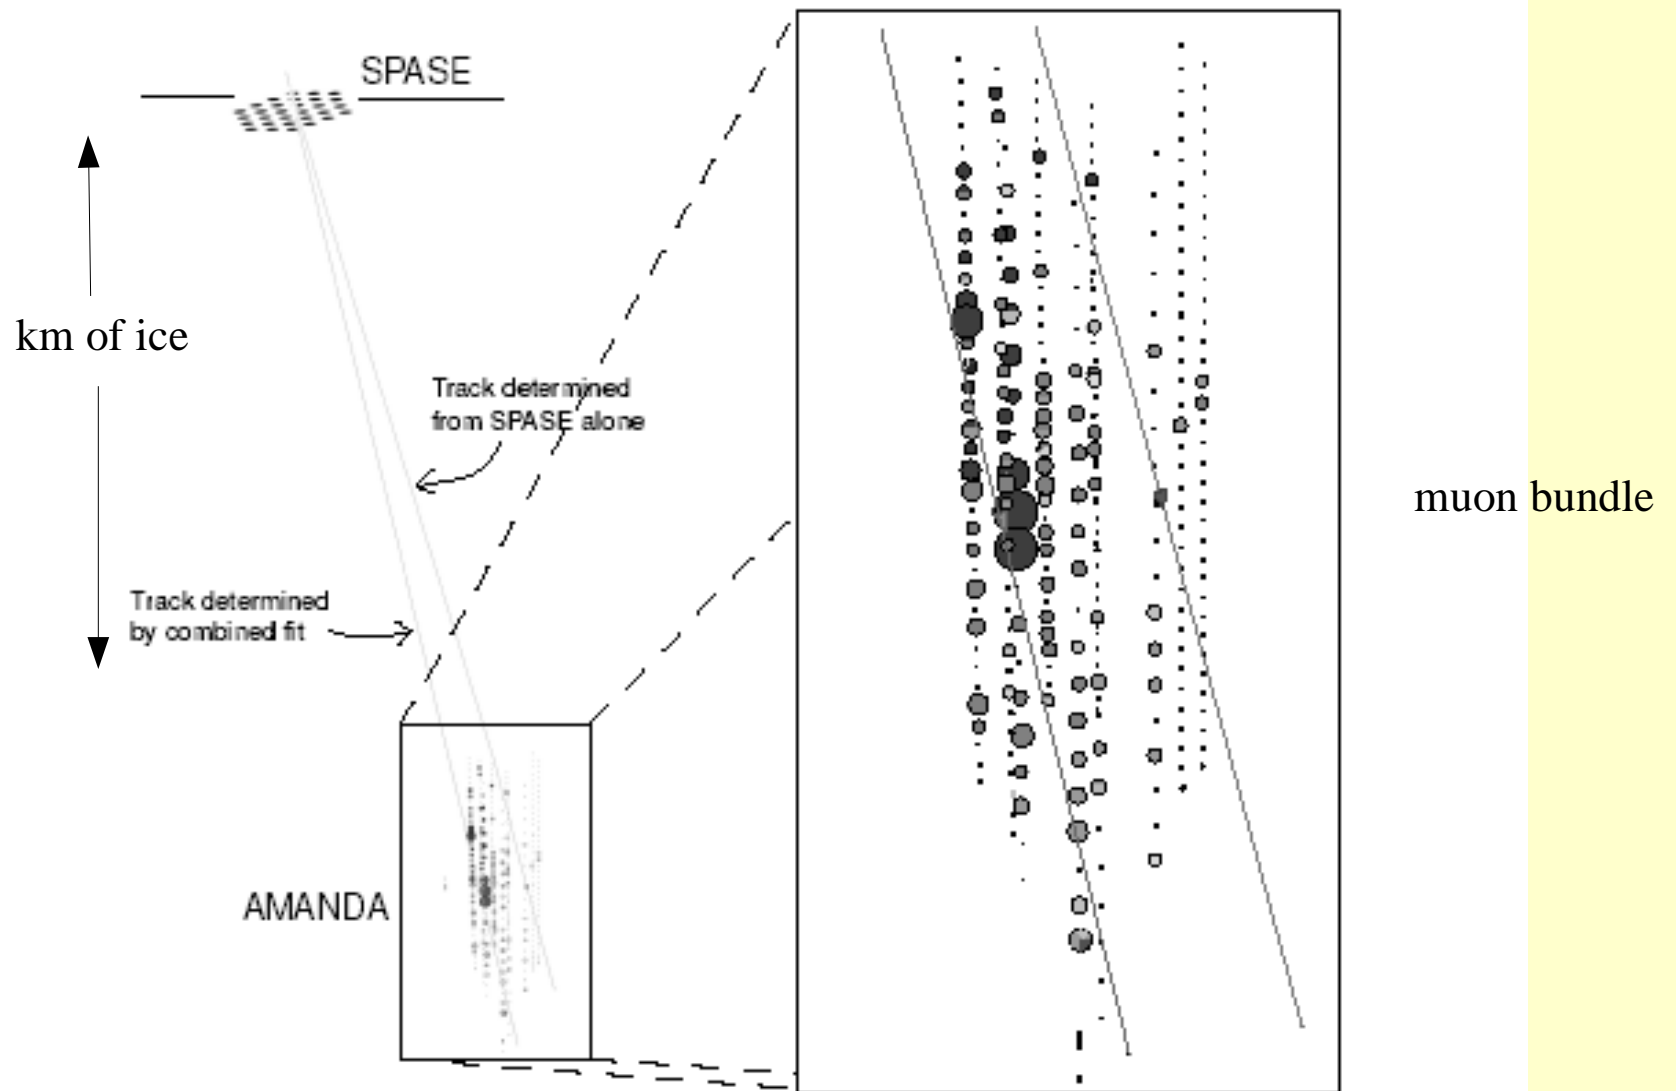 SPASE
km of ice
Track determined
from SPASE alone
muon bundle
Track determined
by combined fit
AMANDA